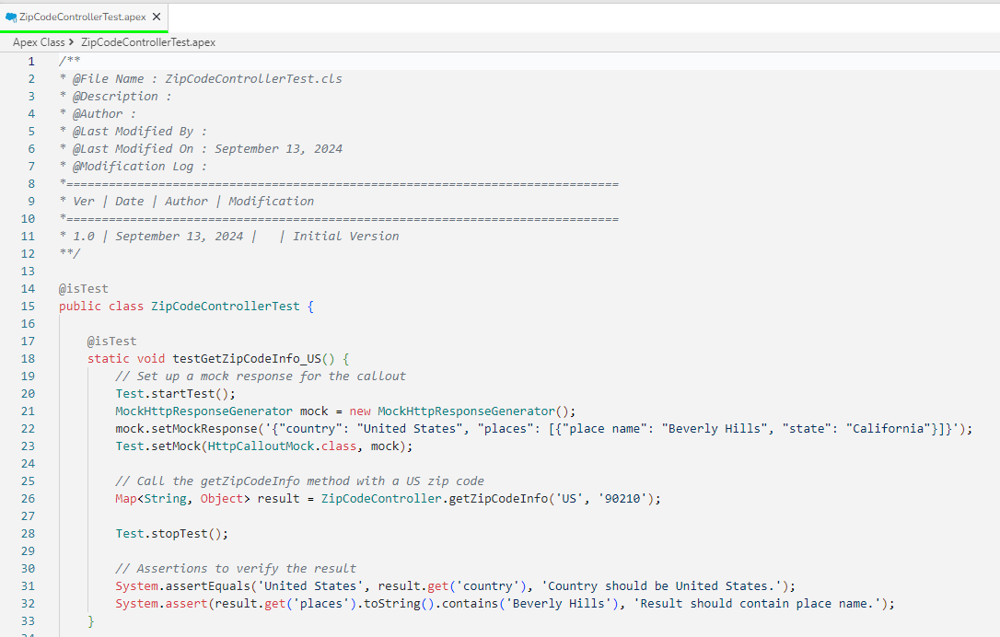 ZipCodeControllerTest.apex
Apex Class > ZipCodeControllerTest.apex
1 /**
2 * @File Name : ZipCodeControllerTest.cls
3 * @Description :
4 * @Author :
5 * @Last Modified By :
6 * @Last Modified On : September 13, 2024
7 * @Modification Log :
8 *==============================================================================
9 * Ver | Date | Author | Modification
10 *==============================================================================
11 * 1.0 | September 13, 2024 |   | Initial Version
12 **/
13
14 @isTest
15 public class ZipCodeControllerTest {
16
17     @isTest
18     static void testGetZipCodeInfo_US() {
19         // Set up a mock response for the callout
20         Test.startTest();
21         MockHttpResponseGenerator mock = new MockHttpResponseGenerator();
22         mock.setMockResponse('{"country": "United States", "places": [{"place name": "Beverly Hills", "state": "California"}]}');
23         Test.setMock(HttpCalloutMock.class, mock);
24
25         // Call the getZipCodeInfo method with a US zip code
26         Map<String, Object> result = ZipCodeController.getZipCodeInfo('US', '90210');
27
28         Test.stopTest();
29
30         // Assertions to verify the result
31         System.assertEquals('United States', result.get('country'), 'Country should be United States.');
32         System.assert(result.get('places').toString().contains('Beverly Hills'), 'Result should contain place name.');
33     }